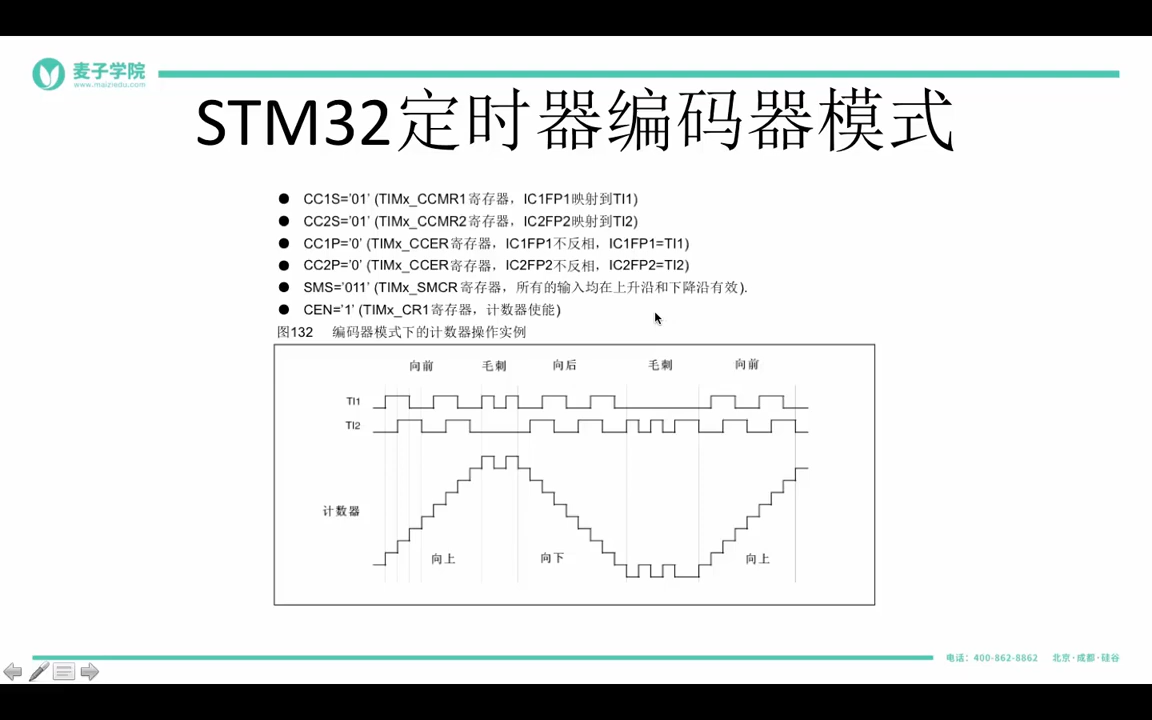 麦子学院
www.maiziedu.com
STM32定时器编码器模式
● CC1S='01' (TIMx_CCMR1寄存器，IC1FP1映射到TI1)
● CC2S='01' (TIMx_CCMR2寄存器，IC2FP2映射到TI2)
● CC1P='0' (TIMx_CCER寄存器，IC1FP1不反相，IC1FP1=TI1)
● CC2P='0' (TIMx_CCER寄存器，IC2FP2不反相，IC2FP2=TI2)
● SMS='011' (TIMx_SMCR寄存器，所有的输入均在上升沿和下降沿有效).
● CEN='1' (TIMx_CR1寄存器，计数器使能)
图132 编码器模式下的计数器操作实例
向前 毛刺 向后 毛刺 向前
TI1
TI2
计数器
向上 向下 向上
电话：400-862-8862 北京·成都·硅谷